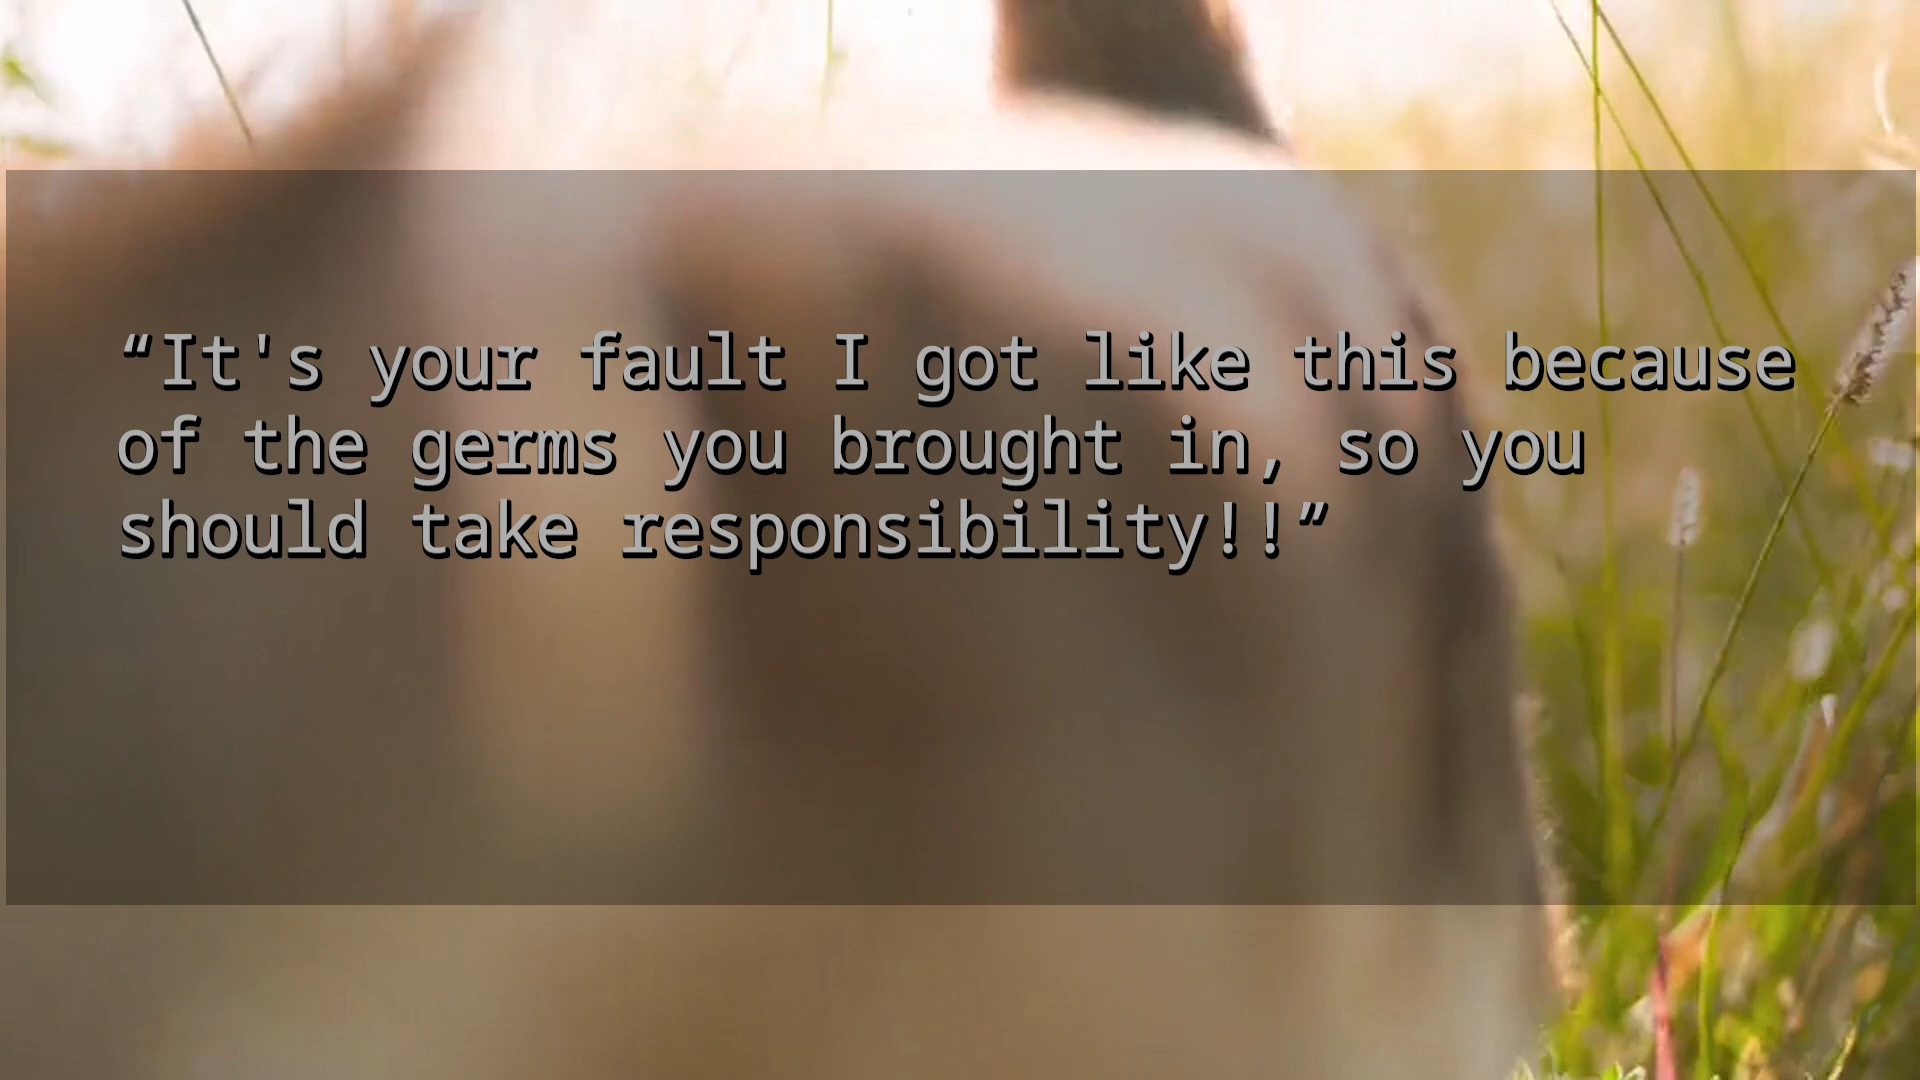 “It's your fault I got like this because
of the germs you brought in, so you
should take responsibility!!”